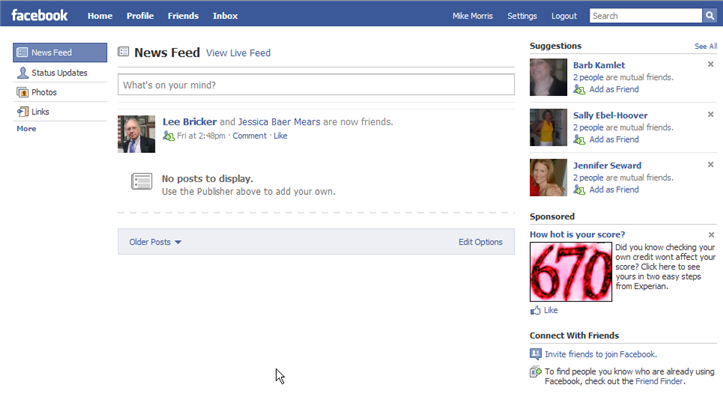 facebook Home Profile Friends Inbox Mike Morris Settings Logout Search
News Feed
Status Updates
Photos
Links
More
News Feed View Live Feed
What's on your mind?
Lee Bricker and Jessica Baer Mears are now friends.
Fri at 2:48pm · Comment · Like
No posts to display.
Use the Publisher above to add your own.
Older Posts Edit Options
Suggestions See All
Barb Kamlet
2 people are mutual friends.
Add as Friend
Sally Ebel-Hoover
2 people are mutual friends.
Add as Friend
Jennifer Seward
2 people are mutual friends.
Add as Friend
Sponsored
How hot is your score?
670
Did you know checking your
own credit wont affect your
score? Click here to see
yours in two easy steps
from Experian.
Like
Connect With Friends
Invite friends to join Facebook.
To find people you know who are already using
Facebook, check out the Friend Finder.